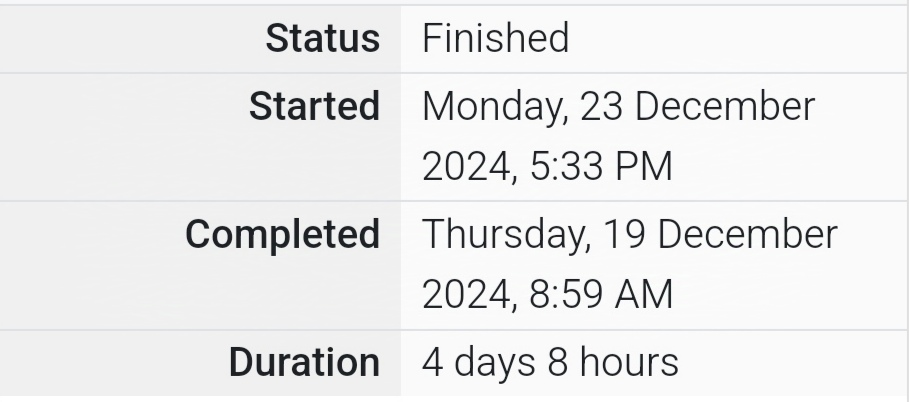 Status Finished
Started Monday, 23 December
2024, 5:33 PM
Completed Thursday, 19 December
2024, 8:59 AM
Duration 4 days 8 hours